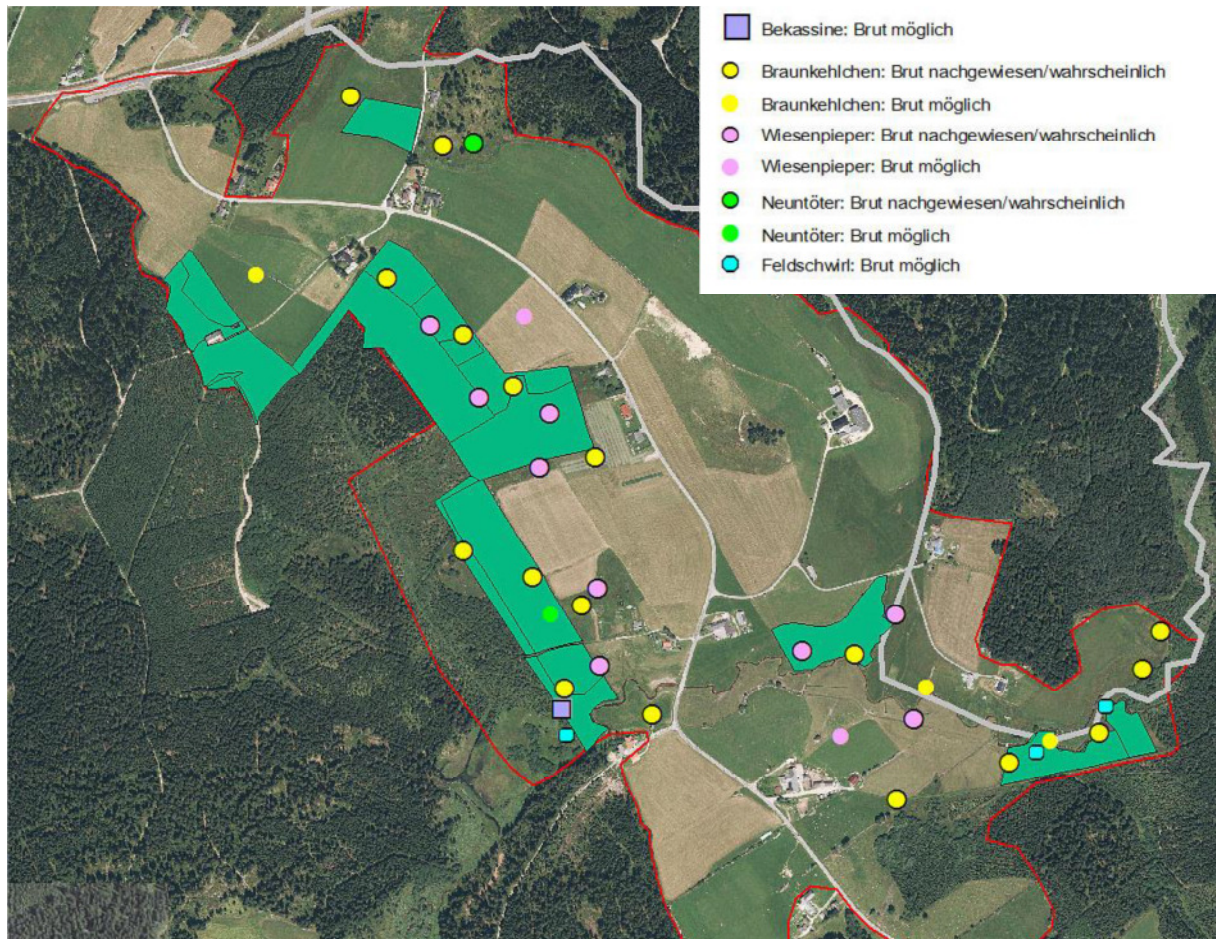 Bekassine: Brut möglich
Braunkehlchen: Brut nachgewiesen/wahrscheinlich
Braunkehlchen: Brut möglich
Wiesenpieper: Brut nachgewiesen/wahrscheinlich
Wiesenpieper: Brut möglich
Neuntöter: Brut nachgewiesen/wahrscheinlich
Neuntöter: Brut möglich
Feldschwirl: Brut möglich